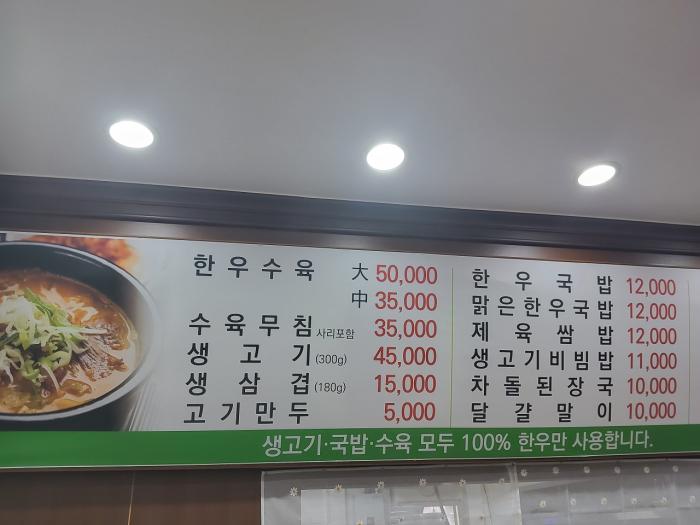 한우수육 大 50,000
中 35,000
수육무침 사리포함 35,000
생고기 (300g) 45,000
생삼겹 (180g) 15,000
고기만두 5,000
한우국밥 12,000
맑은한우국밥 12,000
제육쌈밥 12,000
생고기비빔밥 11,000
차돌된장국 10,000
달걀말이 10,000
생고기·국밥·수육 모두 100% 한우만 사용합니다.